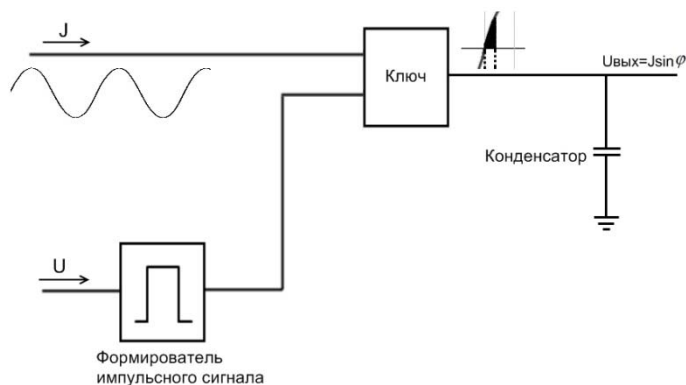 J
Ключ
Uвых=Jsinφ
Конденсатор
U
Формирователь
импульсного сигнала